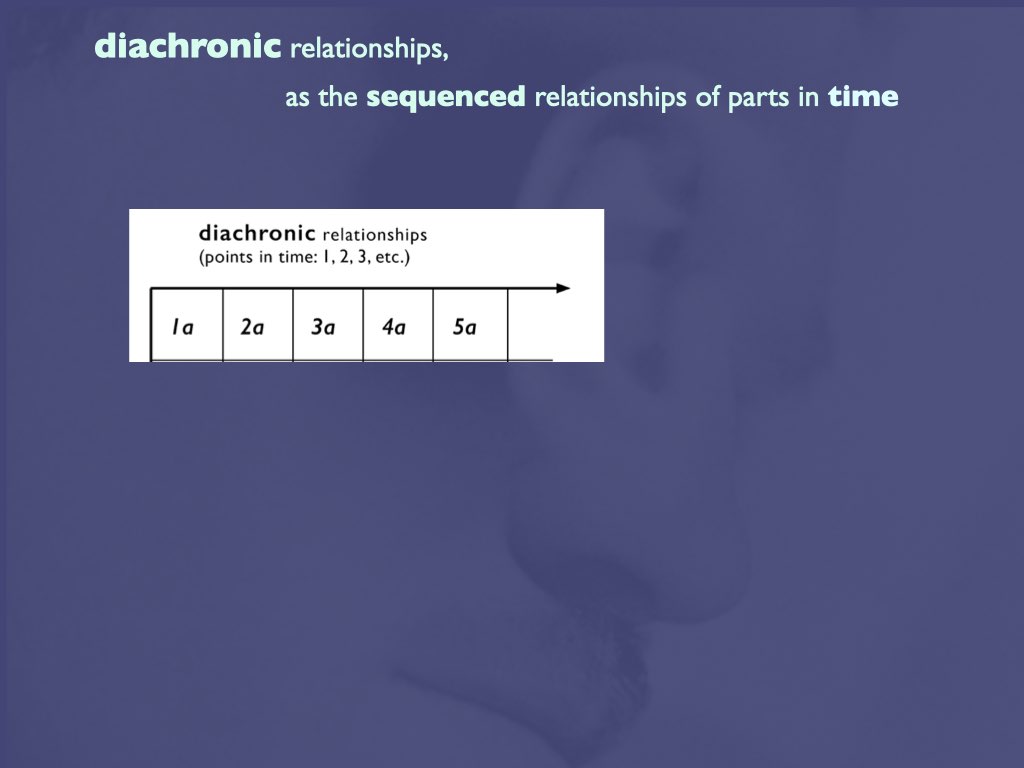 diachronic relationships,
as the sequenced relationships of parts in time
diachronic relationships
(points in time: 1, 2, 3, etc.)
1a 2a 3a 4a 5a